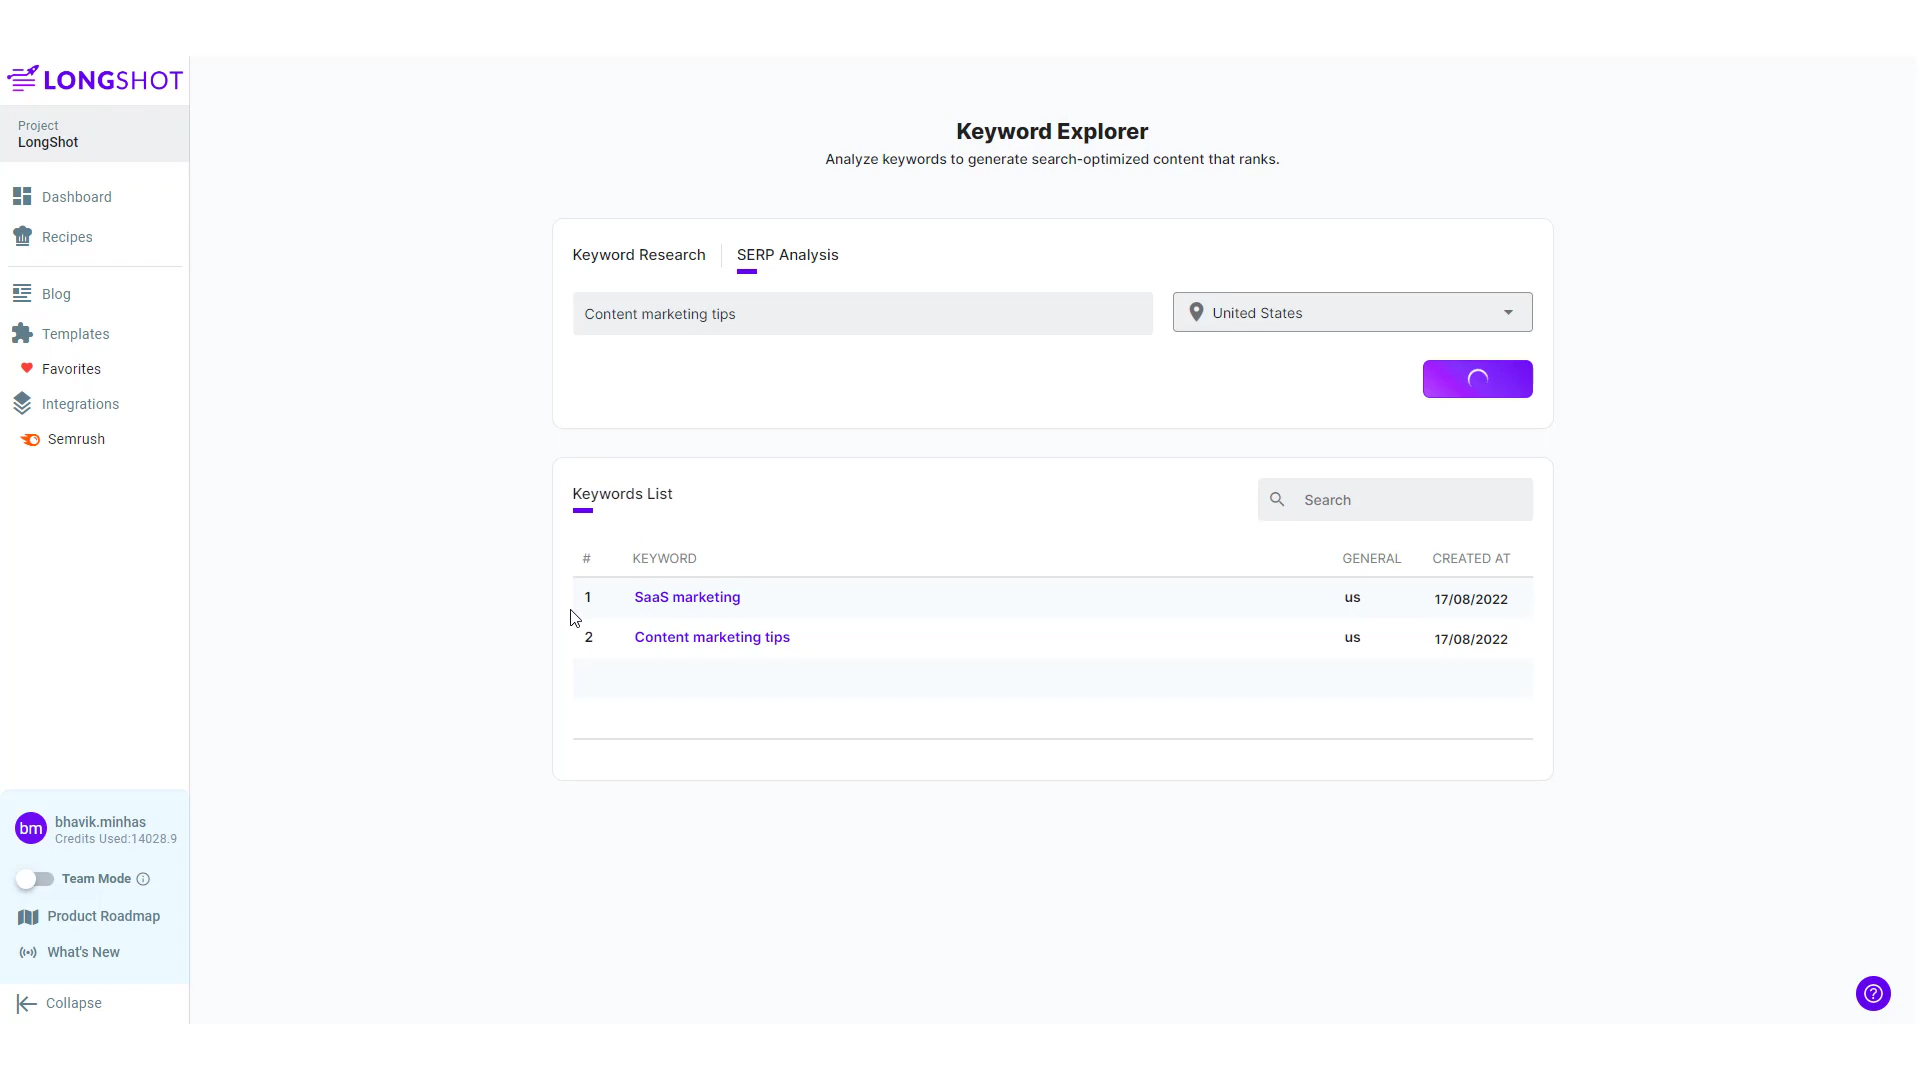 LONGSHOT
Project
LongShot
Dashboard
Recipes
Blog
Templates
Favorites
Integrations
Semrush
bm
bhavik.minhas
Credits Used:14028.9
Team Mode
Product Roadmap
What's New
Collapse
Keyword Explorer
Analyze keywords to generate search-optimized content that ranks.
Keyword Research
SERP Analysis
Content marketing tips
United States
Keywords List
Search
# KEYWORD GENERAL CREATED AT
1 SaaS marketing us 17/08/2022
2 Content marketing tips us 17/08/2022